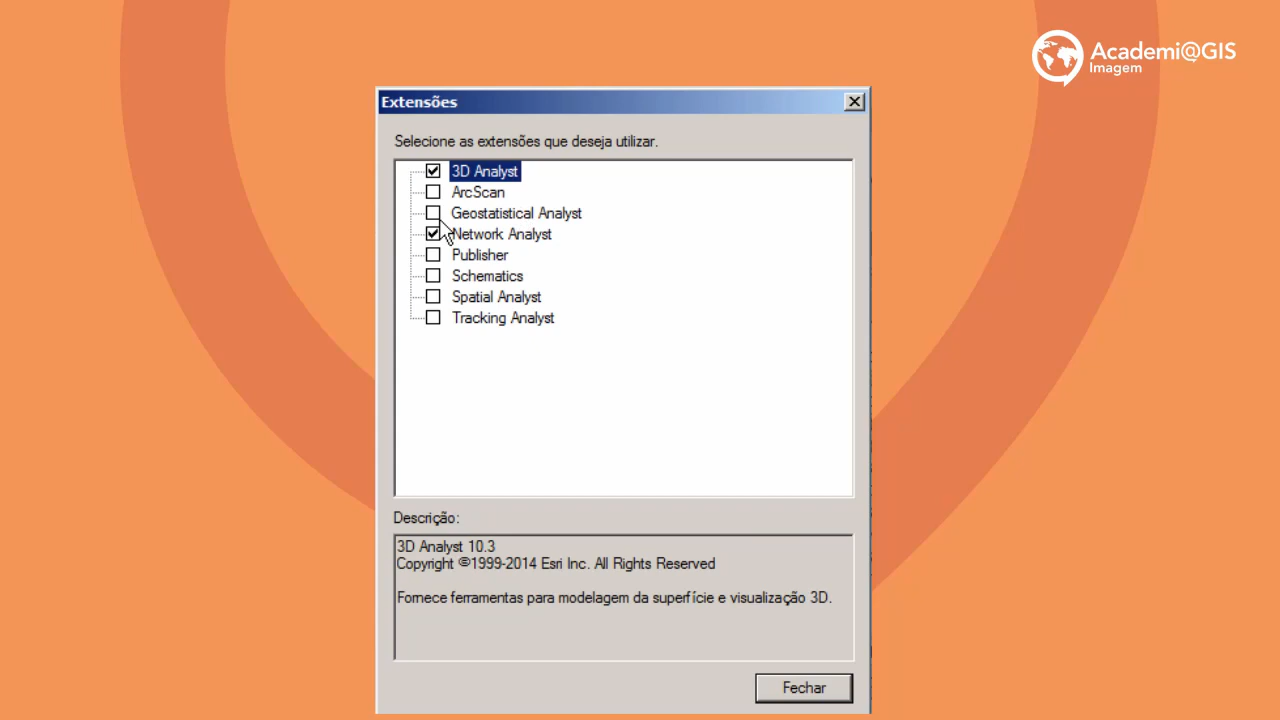 Academi@GIS
Imagem
Extensões
Selecione as extensões que deseja utilizar.
3D Analyst
ArcScan
Geostatistical Analyst
Network Analyst
Publisher
Schematics
Spatial Analyst
Tracking Analyst
Descrição:
3D Analyst 10.3
Copyright ©1999-2014 Esri Inc. All Rights Reserved
Fornece ferramentas para modelagem da superfície e visualização 3D.
Fechar